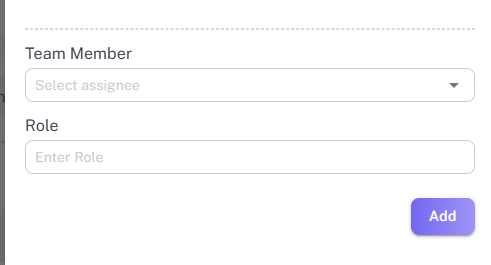 Team Member
Select assignee
Role
Enter Role
Add